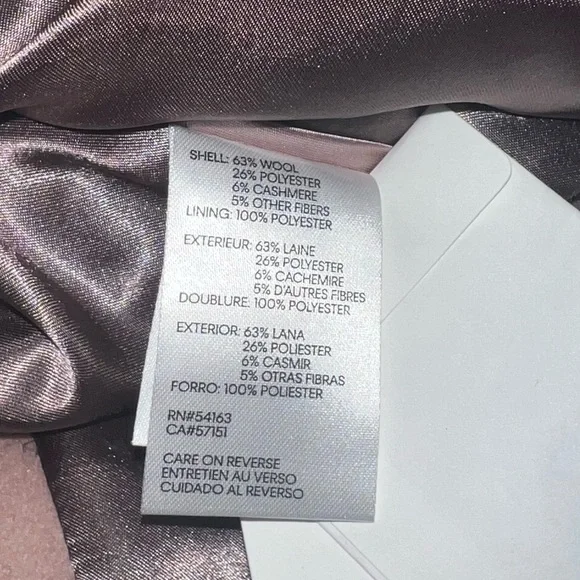 SHELL: 63% WOOL
26% POLYESTER
6% CASHMERE
5% OTHER FIBERS
LINING: 100% POLYESTER
EXTERIEUR: 63% LAINE
26% POLYESTER
6% CACHEMIRE
5% D'AUTRES FIBRES
DOUBLURE: 100% POLYESTER
EXTERIOR: 63% LANA
26% POLIESTER
6% CASMIR
5% OTRAS FIBRAS
FORRO: 100% POLIESTER
RN#54163
CA#57151
CARE ON REVERSE
ENTRETIEN AU VERSO
CUIDADO AL REVERSO